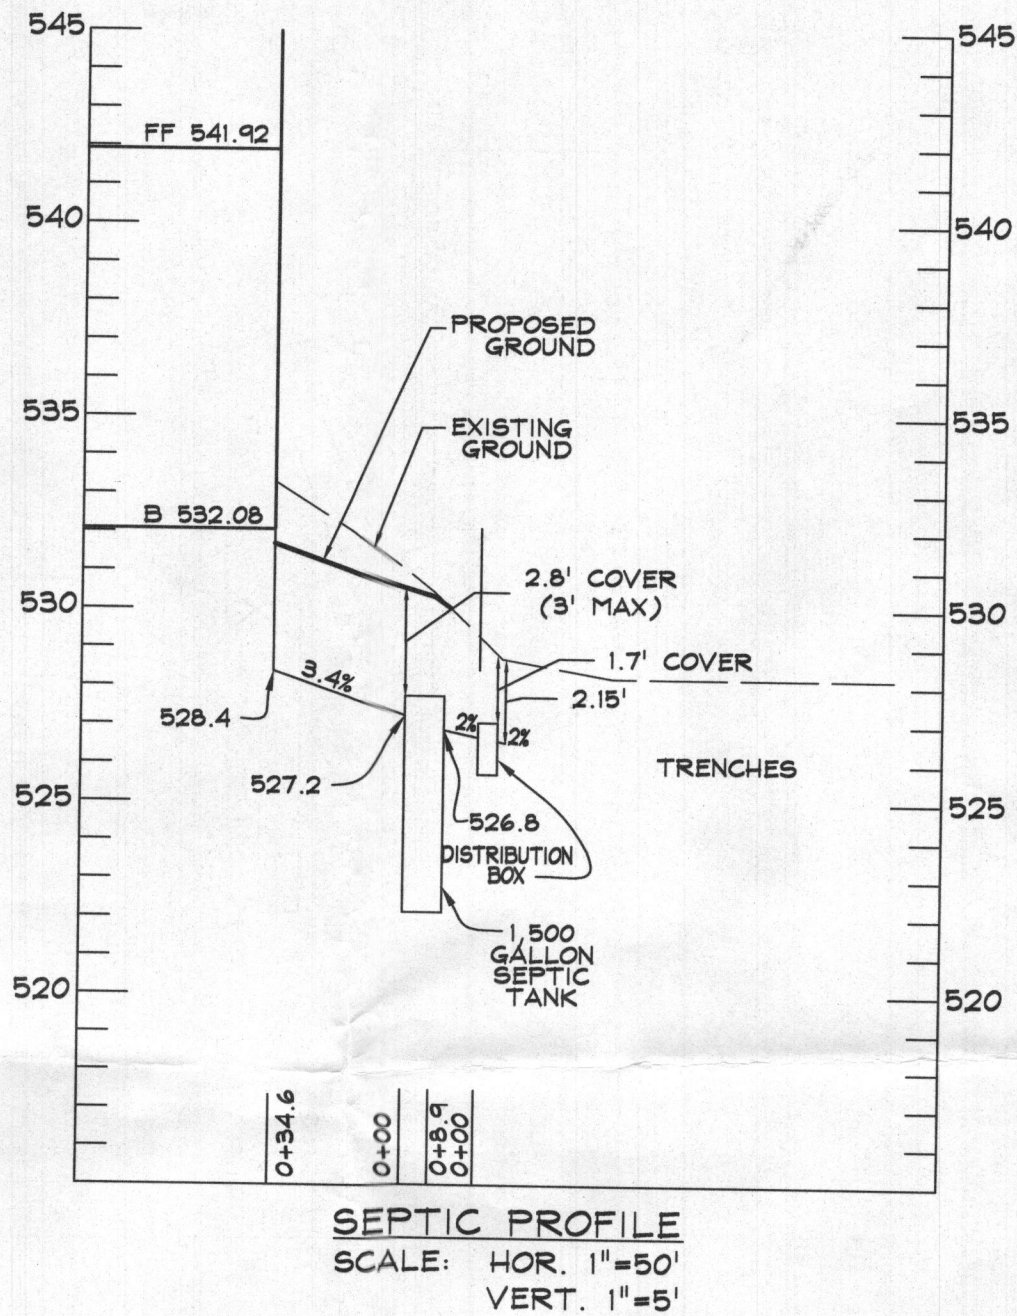 545
545
FF 541.92
540
540
PROPOSED
GROUND
535
535
EXISTING
GROUND
B 532.08
2.8' COVER
(3' MAX)
530
530
1.7' COVER
3.4%
2.15'
528.4
2%
2%
TRENCHES
527.2
525
525
526.8
DISTRIBUTION
BOX
1,500
GALLON
SEPTIC
TANK
520
520
0+34.6
0+00
0+8.9
0+00
SEPTIC PROFILE
SCALE: HOR. 1"=50'
VERT. 1"=5'